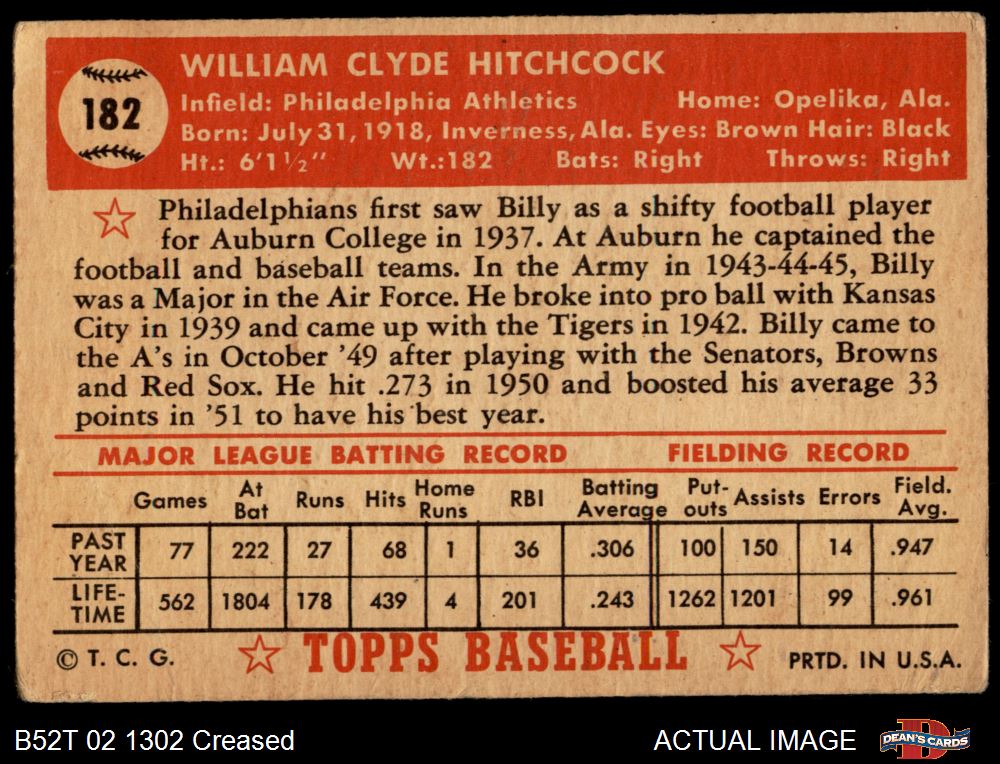 WILLIAM CLYDE HITCHCOCK
182
Infield: Philadelphia Athletics Home: Opelika, Ala.
Born: July 31, 1918, Inverness, Ala. Eyes: Brown Hair: Black
Ht.: 6'1½" Wt.: 182 Bats: Right Throws: Right
Philadelphians first saw Billy as a shifty football player
for Auburn College in 1937. At Auburn he captained the
football and baseball teams. In the Army in 1943-44-45, Billy
was a Major in the Air Force. He broke into pro ball with Kansas
City in 1939 and came up with the Tigers in 1942. Billy came to
the A's in October '49 after playing with the Senators, Browns
and Red Sox. He hit .273 in 1950 and boosted his average 33
points in '51 to have his best year.
MAJOR LEAGUE BATTING RECORD FIELDING RECORD
Games At Bat Runs Hits Home Runs RBI Batting Average Put-outs Assists Errors Field. Avg.
PAST YEAR 77 222 27 68 1 36 .306 100 150 14 .947
LIFE-TIME 562 1804 178 439 4 201 .243 1262 1201 99 .961
© T. C. G. TOPPS BASEBALL PRTD. IN U.S.A.
B52T 02 1302 Creased ACTUAL IMAGE D DEAN'S CARDS